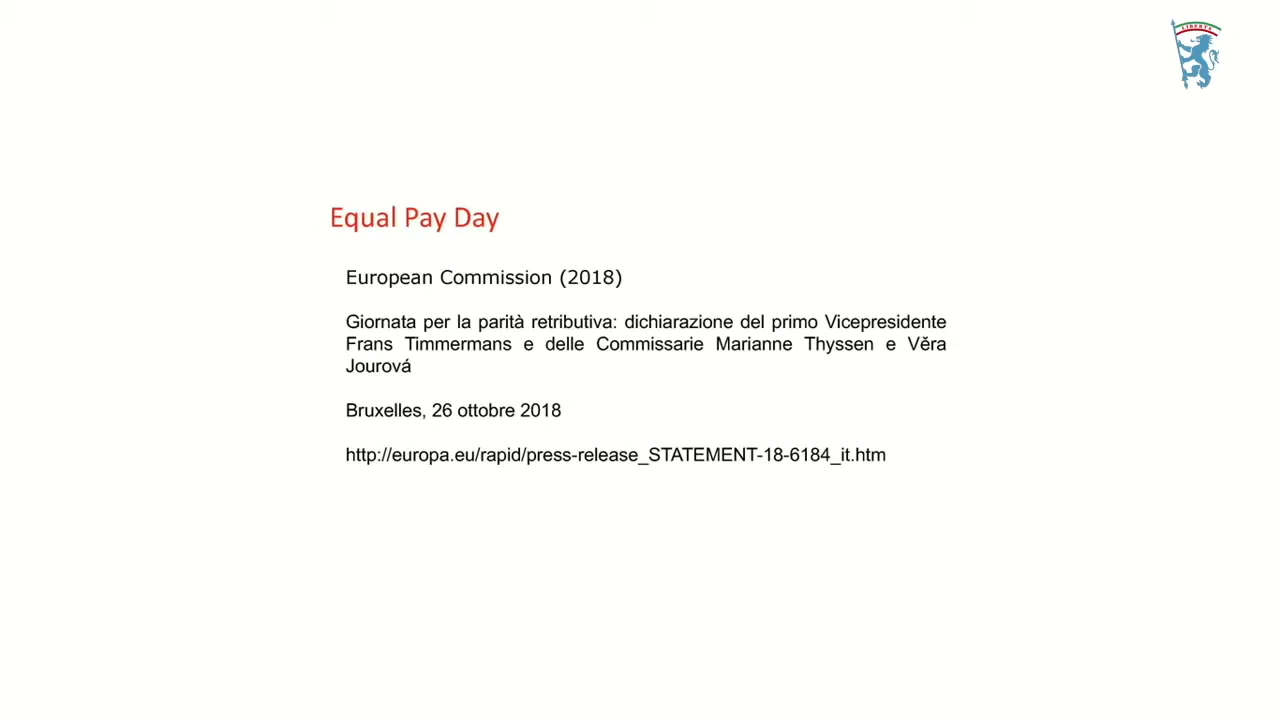 LIBERTA
Equal Pay Day
European Commission (2018)
Giornata per la parità retributiva: dichiarazione del primo Vicepresidente
Frans Timmermans e delle Commissarie Marianne Thyssen e Věra
Jourová
Bruxelles, 26 ottobre 2018
http://europa.eu/rapid/press-release_STATEMENT-18-6184_it.htm